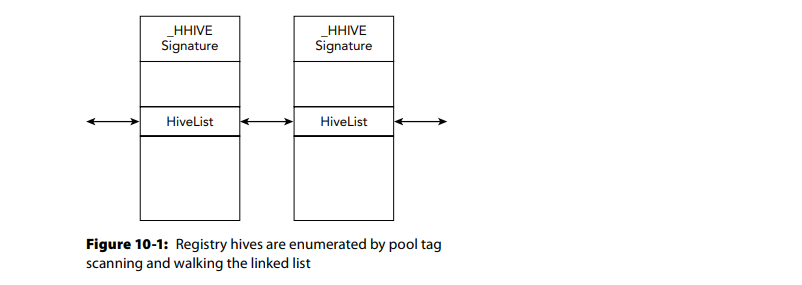 _HHIVE
Signature
_HHIVE
Signature
HiveList
HiveList
Figure 10-1: Registry hives are enumerated by pool tag
scanning and walking the linked list